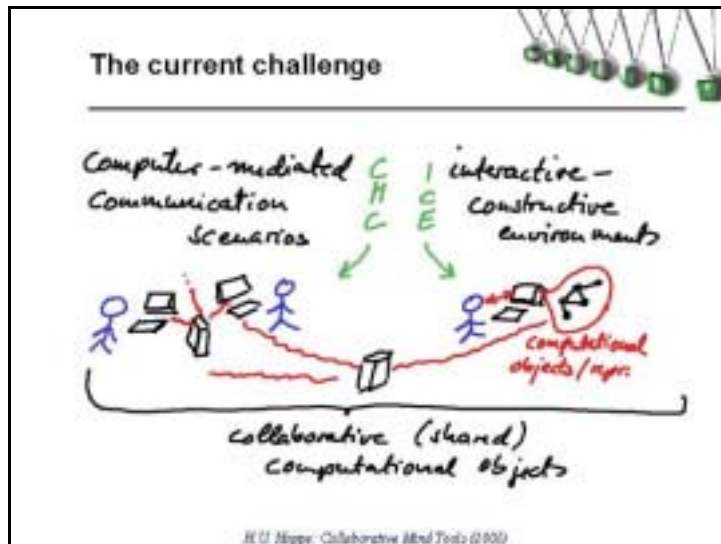 The current challenge
Computer-mediated
Communication
scenarios
C
M
C
I
C
E
interactive-
constructive
environments
computational
objects/repr.
collaborative (shared)
computational objects
H.U. Hoppe: Collaborative Mind Tools